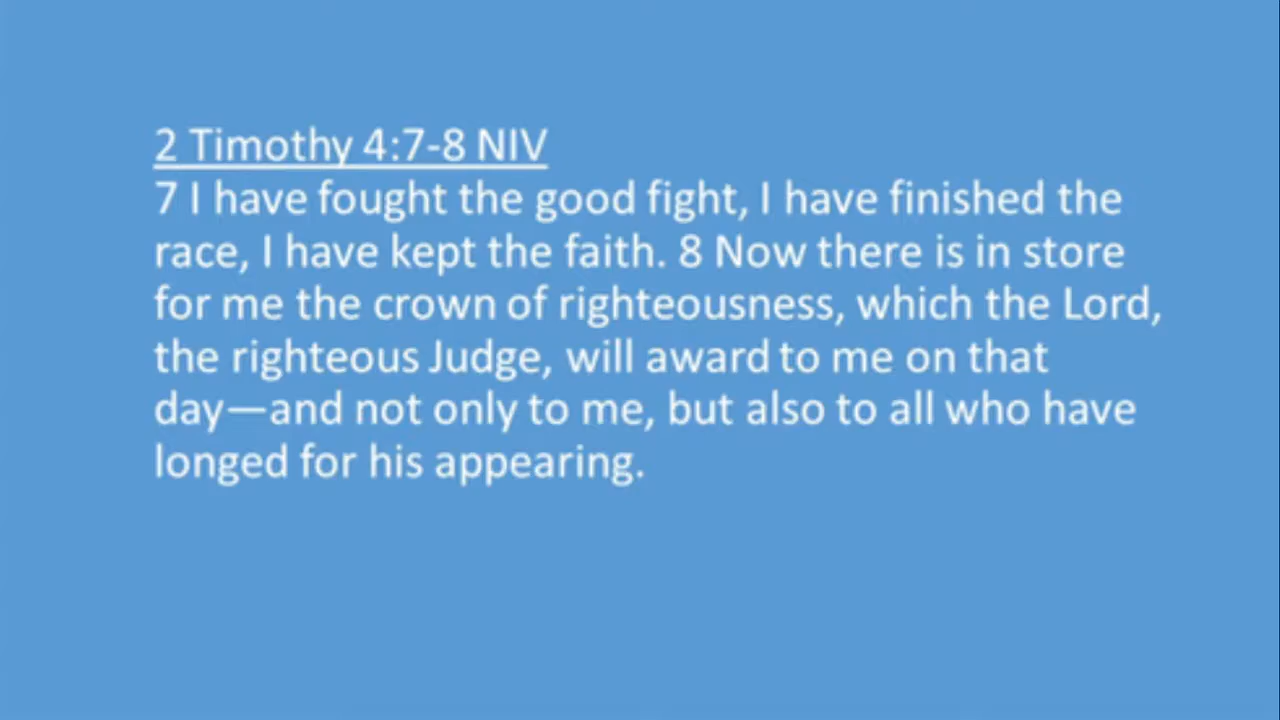 2 Timothy 4:7-8 NIV
7 I have fought the good fight, I have finished the
race, I have kept the faith. 8 Now there is in store
for me the crown of righteousness, which the Lord,
the righteous Judge, will award to me on that
day—and not only to me, but also to all who have
longed for his appearing.